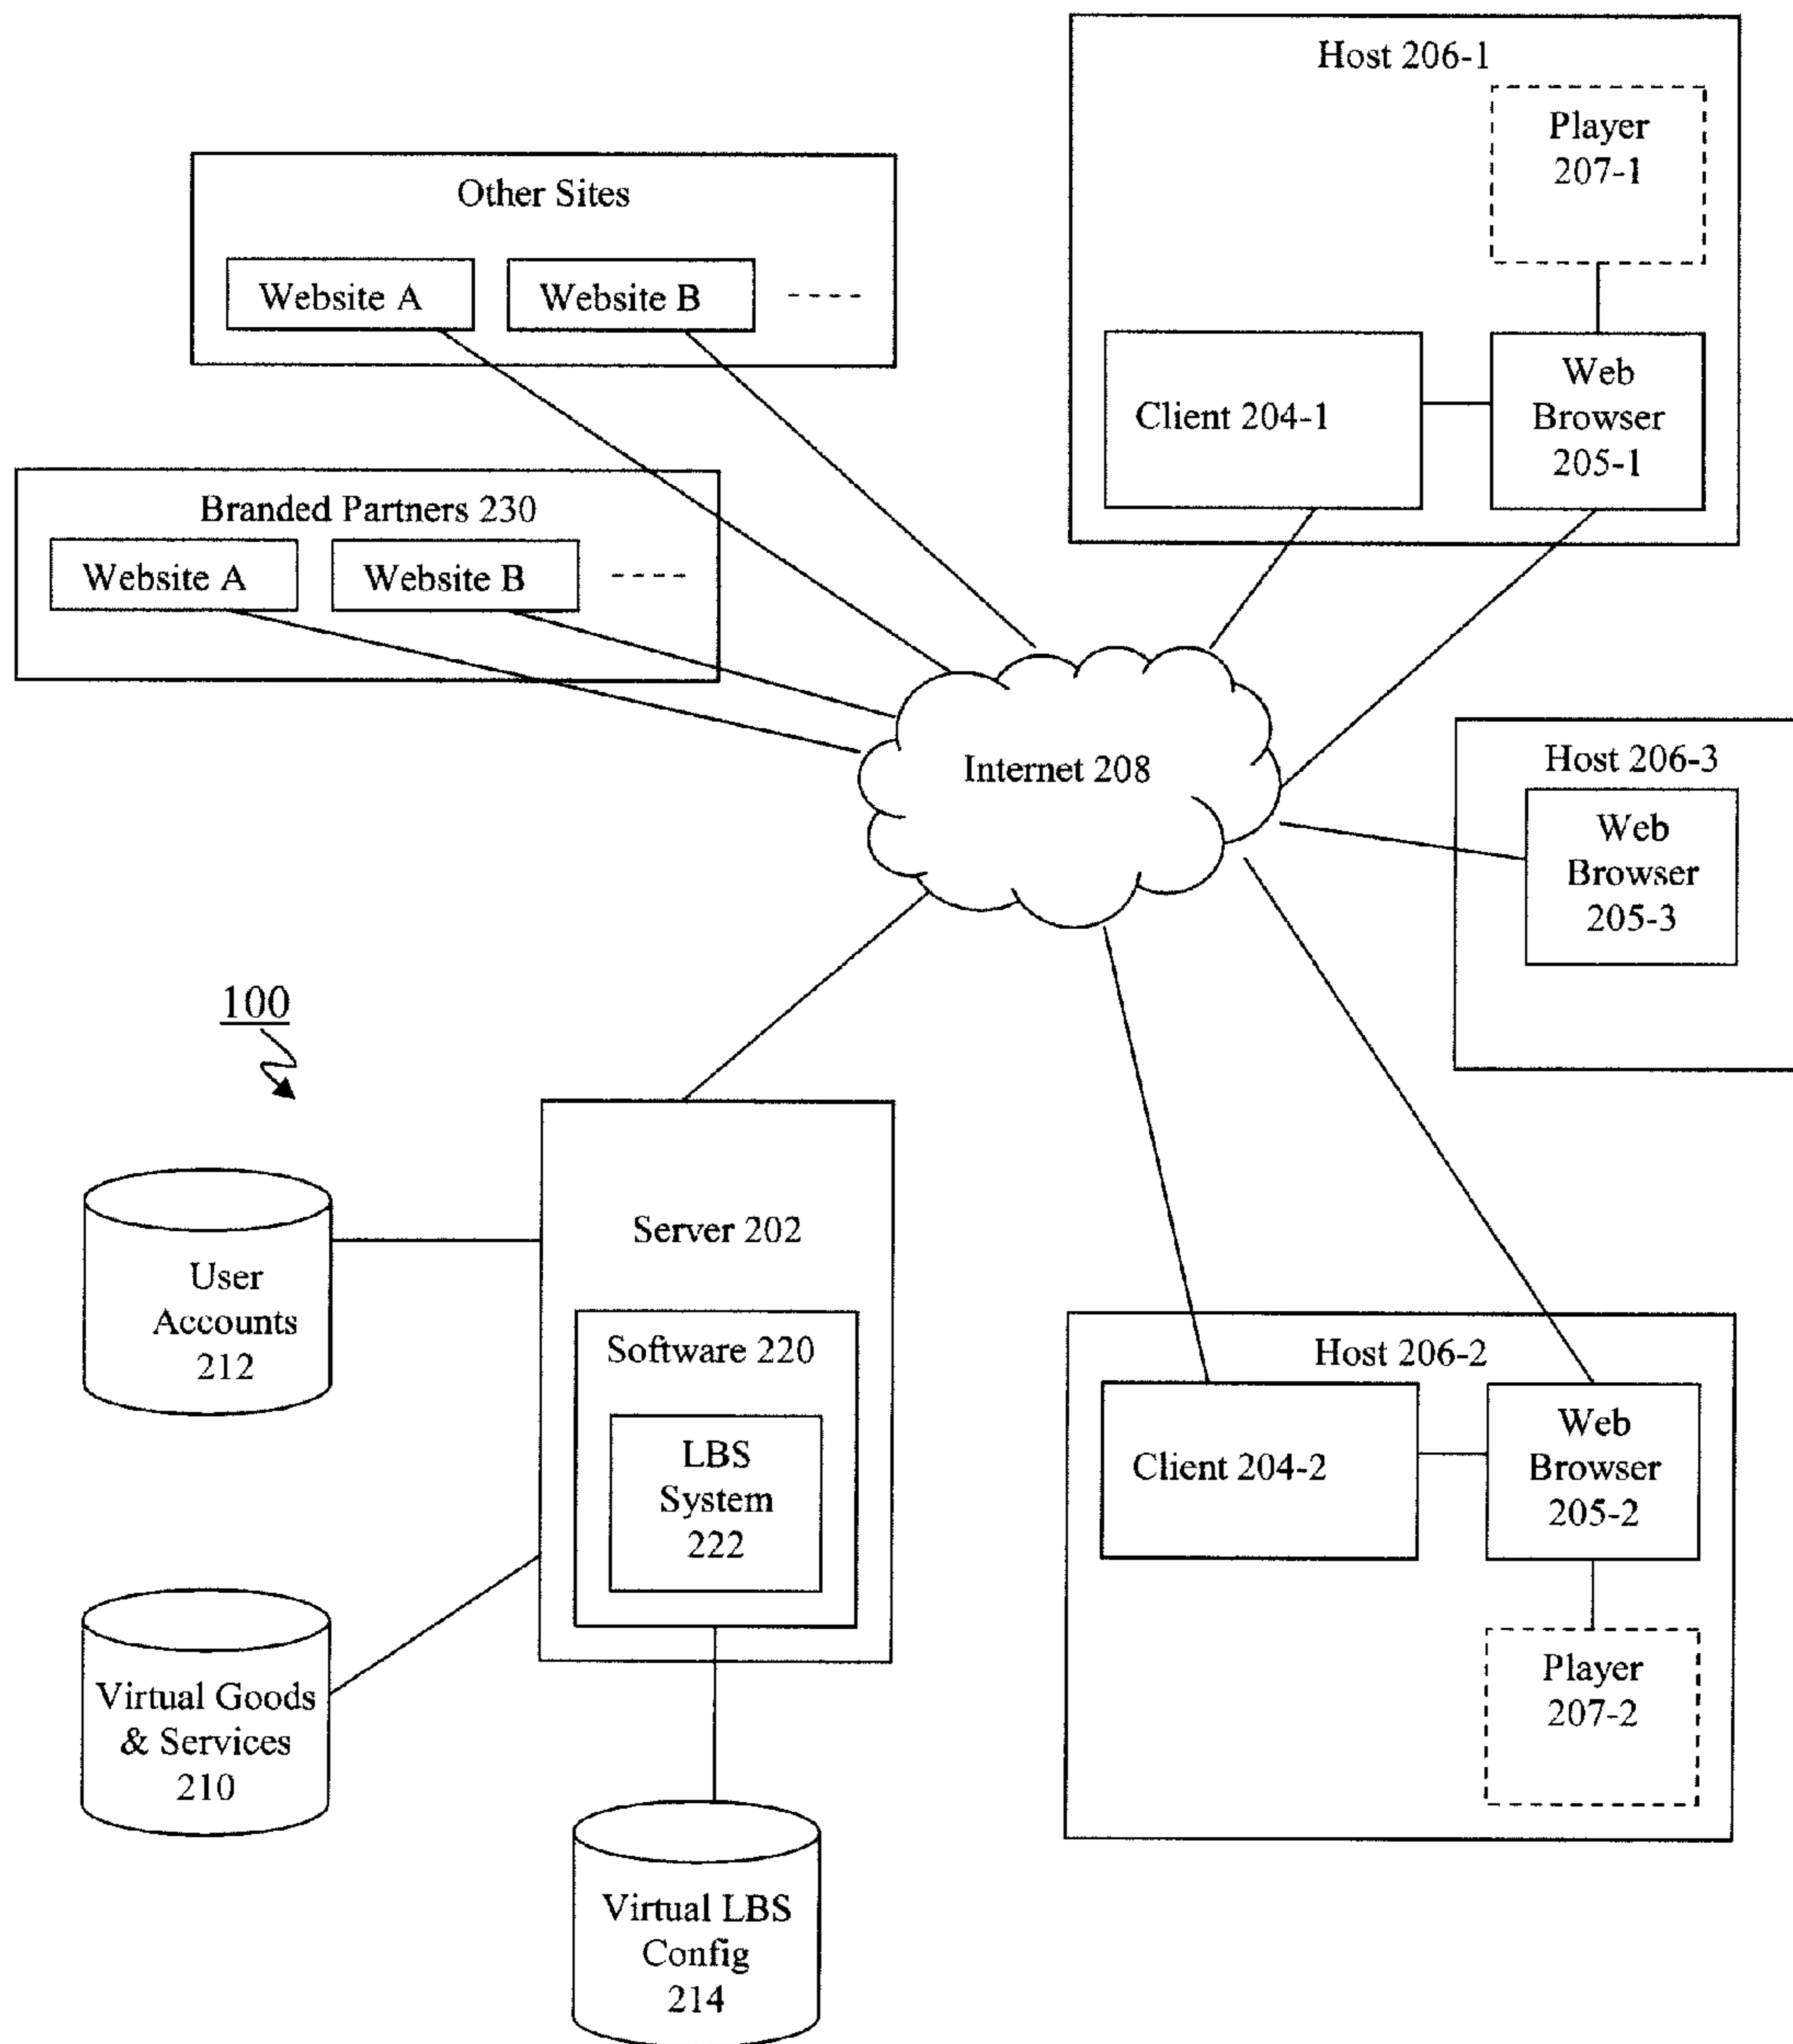 Host 206-1
Player
207-1
Other Sites
Website A
Website B
Client 204-1
Web
Browser
205-1
Branded Partners 230
Website A
Website B
Internet 208
Host 206-3
Web
Browser
205-3
100
Server 202
User
Accounts
212
Software 220
LBS
System
222
Host 206-2
Client 204-2
Web
Browser
205-2
Virtual Goods
& Services
210
Player
207-2
Virtual LBS
Config
214